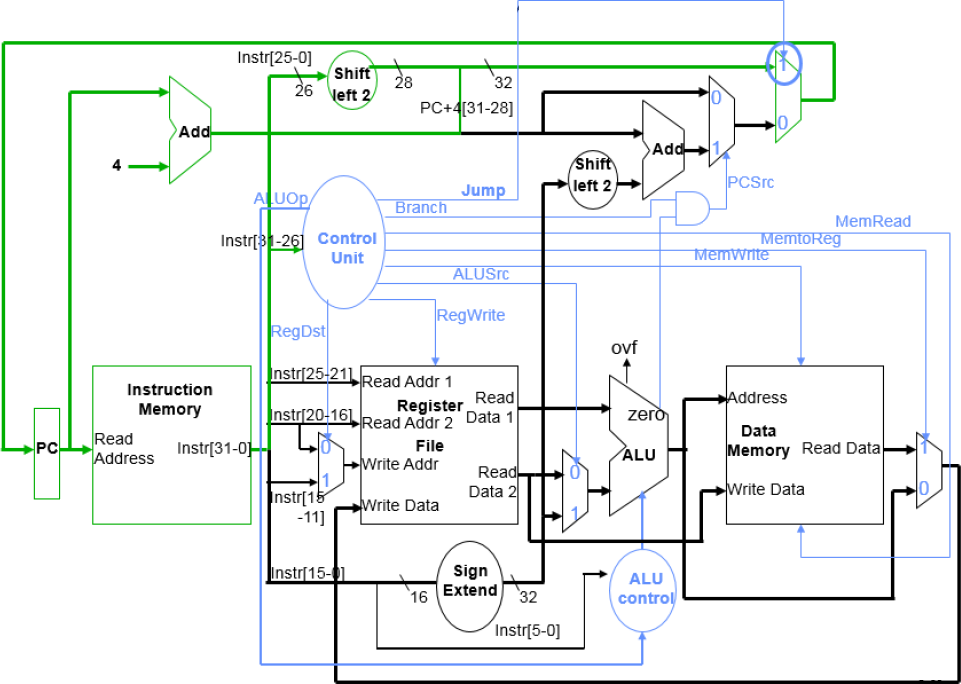 Instr[25-0]
26
Shift
left 2
28
32
PC+4[31-28]
1
0
Add
4
0
1
Add
Shift
left 2
PCSrc
ALUOp
Jump
Branch
MemRead
MemtoReg
MemWrite
Instr[31-26]
Control
Unit
ALUSrc
RegDst
RegWrite
ovf
Instruction
Memory
Read
Address
Instr[31-0]
PC
Instr[25-21]
Read Addr 1
Register
Read
Data 1
Instr[20-16]
Read Addr 2
File
0
Write Addr
1
Instr[15
-11]
Write Data
Read
Data 2
0
1
zero
ALU
Address
Data
Memory
Read Data
Write Data
1
0
Instr[15-0]
16
Sign
Extend
32
Instr[5-0]
ALU
control